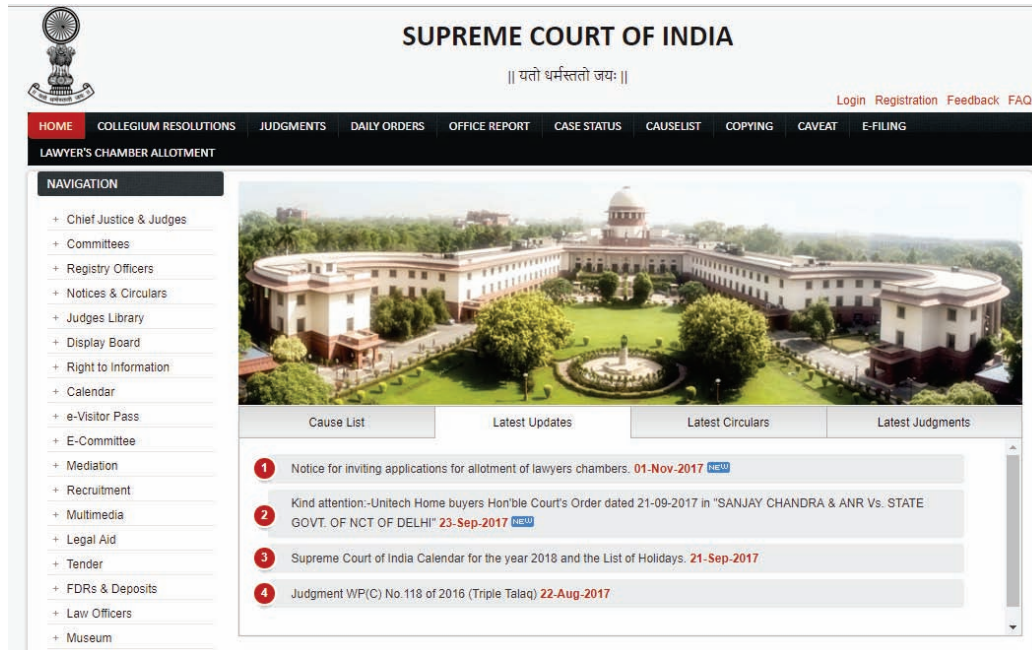 SUPREME COURT OF INDIA
|| यतो धर्मस्ततो जयः ||
Login Registration Feedback FAQ
HOME COLLEGIUM RESOLUTIONS JUDGMENTS DAILY ORDERS OFFICE REPORT CASE STATUS CAUSELIST COPYING CAVEAT E-FILING
LAWYER'S CHAMBER ALLOTMENT
NAVIGATION
+ Chief Justice & Judges
+ Committees
+ Registry Officers
+ Notices & Circulars
+ Judges Library
+ Display Board
+ Right to Information
+ Calendar
+ e-Visitor Pass
+ E-Committee
+ Mediation
+ Recruitment
+ Multimedia
+ Legal Aid
+ Tender
+ FDRs & Deposits
+ Law Officers
+ Museum
Cause List Latest Updates Latest Circulars Latest Judgments
1 Notice for inviting applications for allotment of lawyers chambers. 01-Nov-2017 NEW
2 Kind attention:-Unitech Home buyers Hon'ble Court's Order dated 21-09-2017 in "SANJAY CHANDRA & ANR Vs. STATE
GOVT. OF NCT OF DELHI" 23-Sep-2017 NEW
3 Supreme Court of India Calendar for the year 2018 and the List of Holidays. 21-Sep-2017
4 Judgment WP(C) No.118 of 2016 (Triple Talaq) 22-Aug-2017